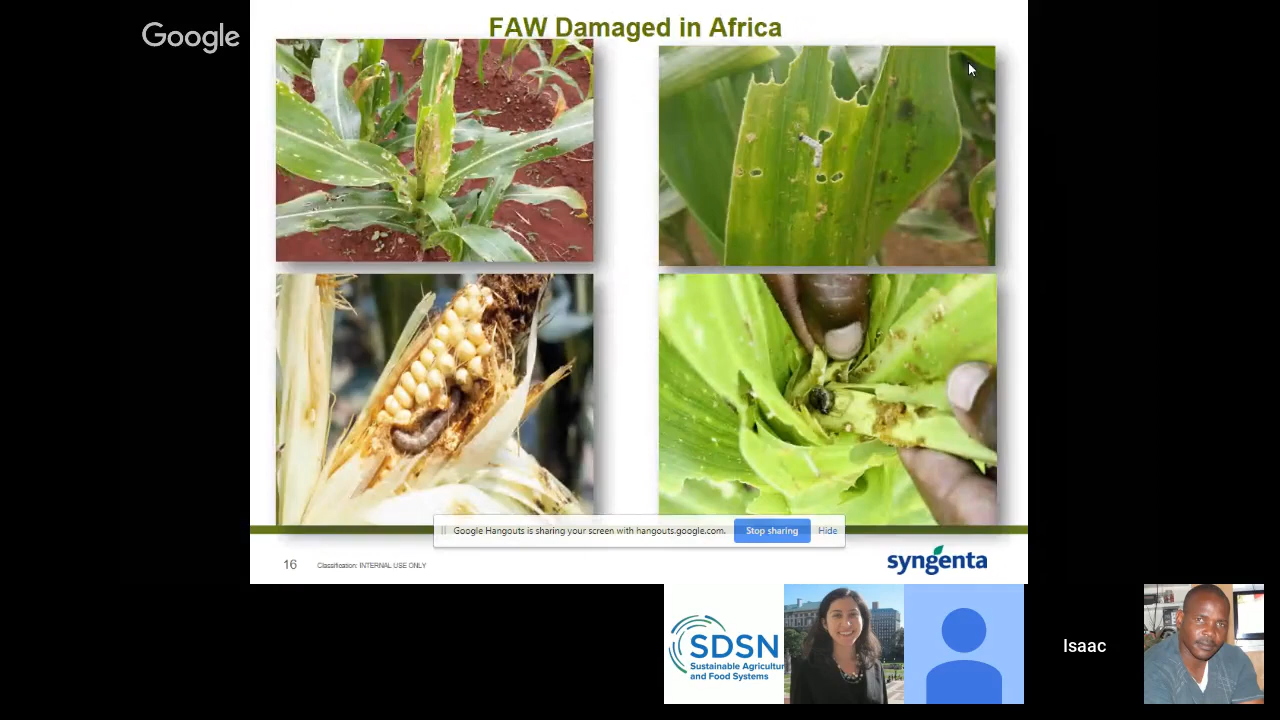 Google
FAW Damaged in Africa
Google Hangouts is sharing your screen with hangouts.google.com.
Stop sharing
Hide
16
Classification: INTERNAL USE ONLY
syngenta
SDSN
Sustainable Agricultur
and Food Systems
Isaac